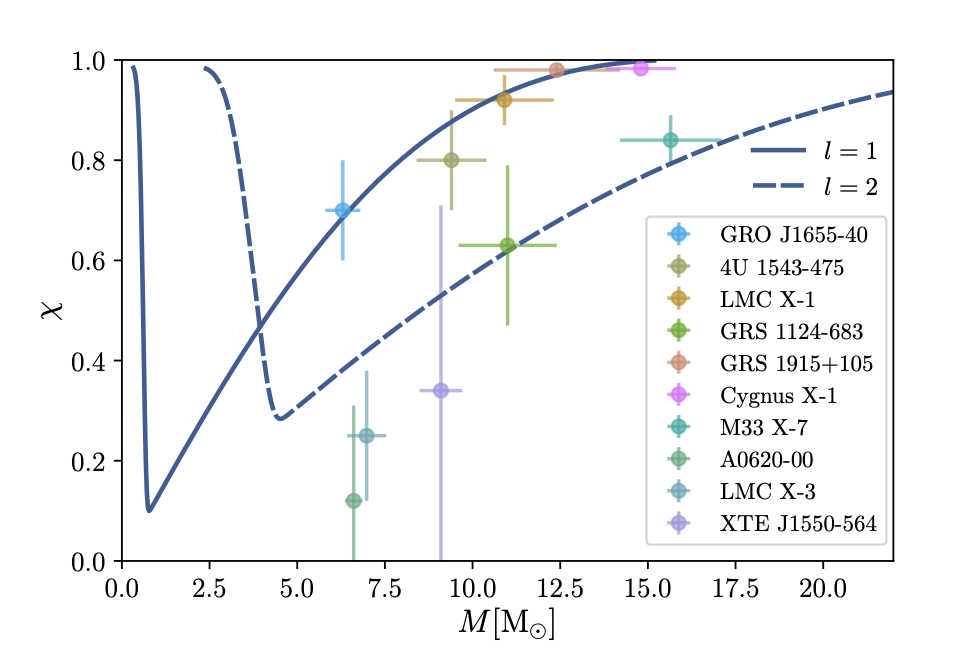 1.0
0.8
0.6
0.4
0.2
0.0
χ
l = 1
l = 2
GRO J1655-40
4U 1543-475
LMC X-1
GRS 1124-683
GRS 1915+105
Cygnus X-1
M33 X-7
A0620-00
LMC X-3
XTE J1550-564
0.0 2.5 5.0 7.5 10.0 12.5 15.0 17.5 20.0
M[M⊙]